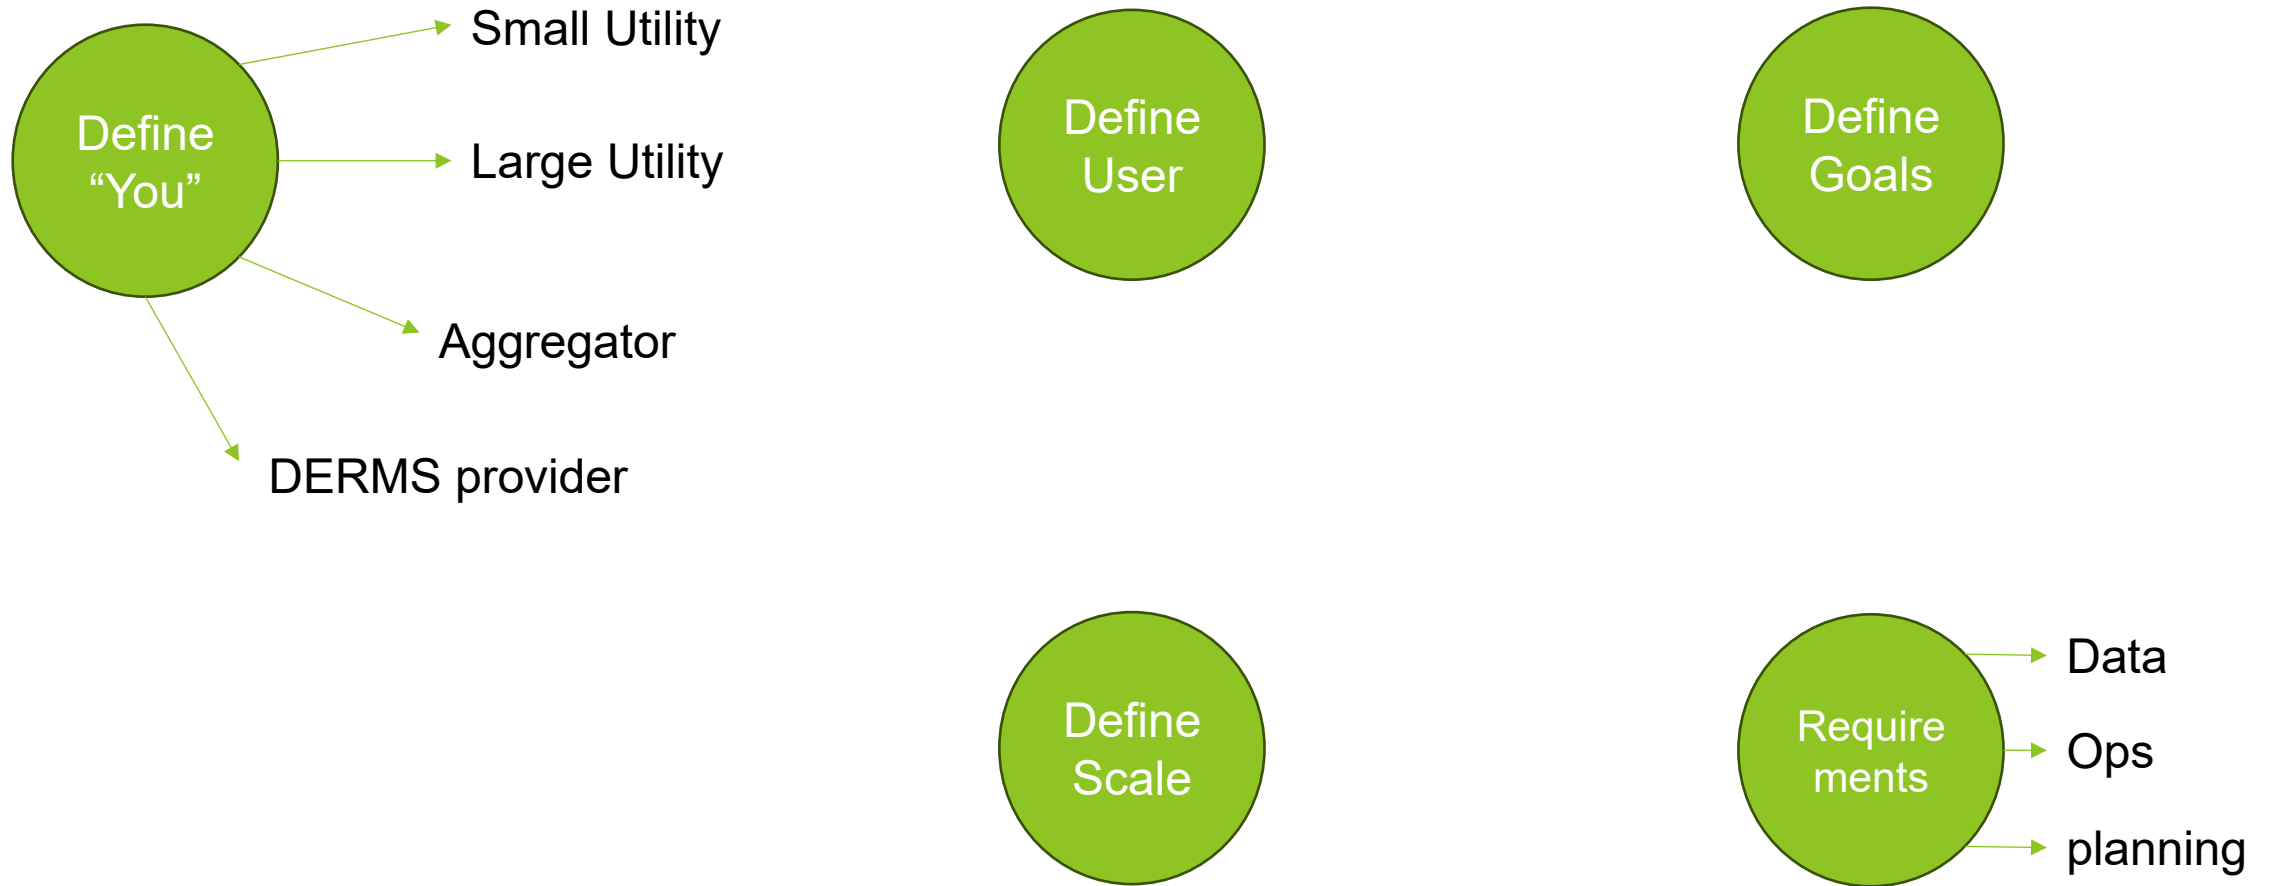 Define
“You”
Small Utility
Large Utility
Aggregator
DERMS provider
Define
User
Define
Goals
Define
Scale
Require
ments
Data
Ops
planning